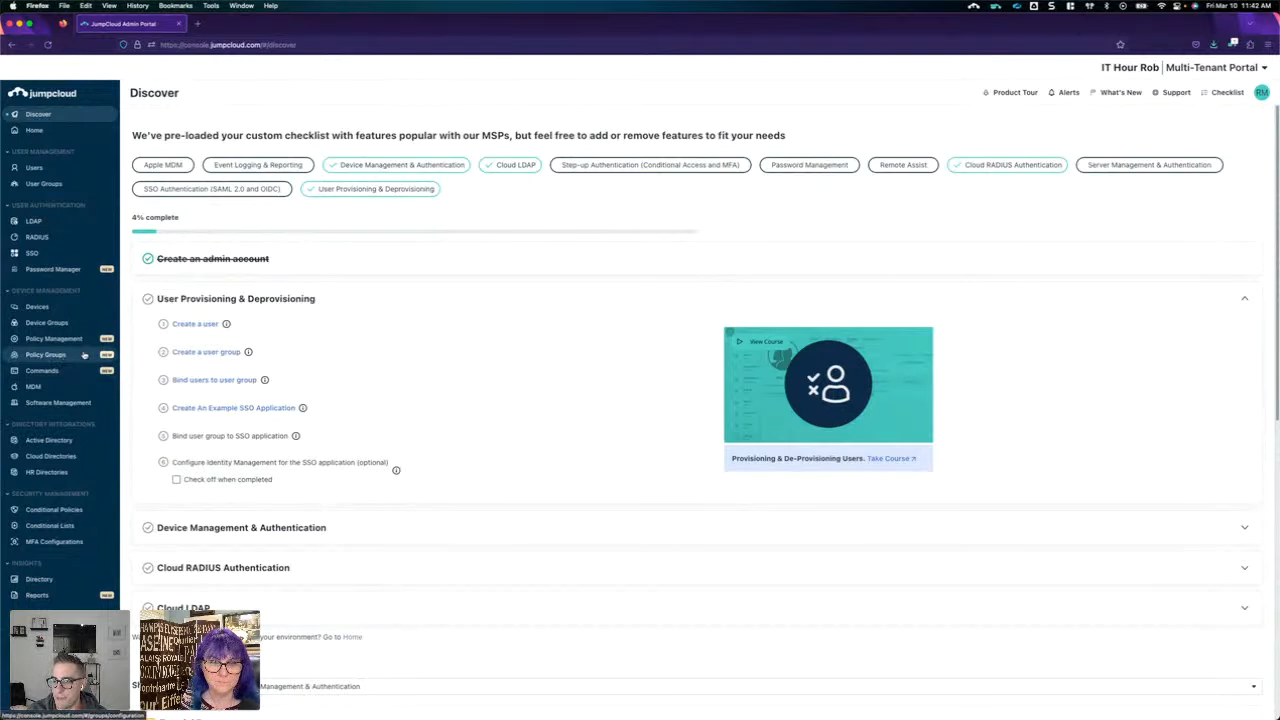 Firefox File Edit View History Bookmarks Tools Window Help
Fri Mar 10 11:42 AM
JumpCloud Admin Portal
https://console.jumpcloud.com/#/discover
IT Hour Rob | Multi-Tenant Portal
jumpcloud
Discover
Product Tour Alerts What's New Support Checklist RM
Discover
Home
USER MANAGEMENT
Users
User Groups
USER AUTHENTICATION
LDAP
RADIUS
SSO
Password Manager NEW
DEVICE MANAGEMENT
Devices
Device Groups
Policy Management NEW
Policy Groups NEW
Commands NEW
MDM
Software Management
DIRECTORY INTEGRATIONS
Active Directory
Cloud Directories
HR Directories
SECURITY MANAGEMENT
Conditional Policies
Conditional Lists
MFA Configurations
INSIGHTS
Directory
Reports NEW
We've pre-loaded your custom checklist with features popular with our MSPs, but feel free to add or remove features to fit your needs
Apple MDM Event Logging & Reporting Device Management & Authentication Cloud LDAP Step-up Authentication (Conditional Access and MFA) Password Management Remote Assist Cloud RADIUS Authentication Server Management & Authentication
SSO Authentication (SAML 2.0 and OIDC) User Provisioning & Deprovisioning
4% complete
Create an admin account
User Provisioning & Deprovisioning
1 Create a user
2 Create a user group
3 Bind users to user group
4 Create An Example SSO Application
5 Bind user group to SSO application
6 Configure Identity Management for the SSO application (optional)
Check off when completed
View Course
Provisioning & De-Provisioning Users. Take Course
Device Management & Authentication
Cloud RADIUS Authentication
Cloud LDAP
your environment? Go to Home
Management & Authentication
https://console.jumpcloud.com/#/groups/configuration